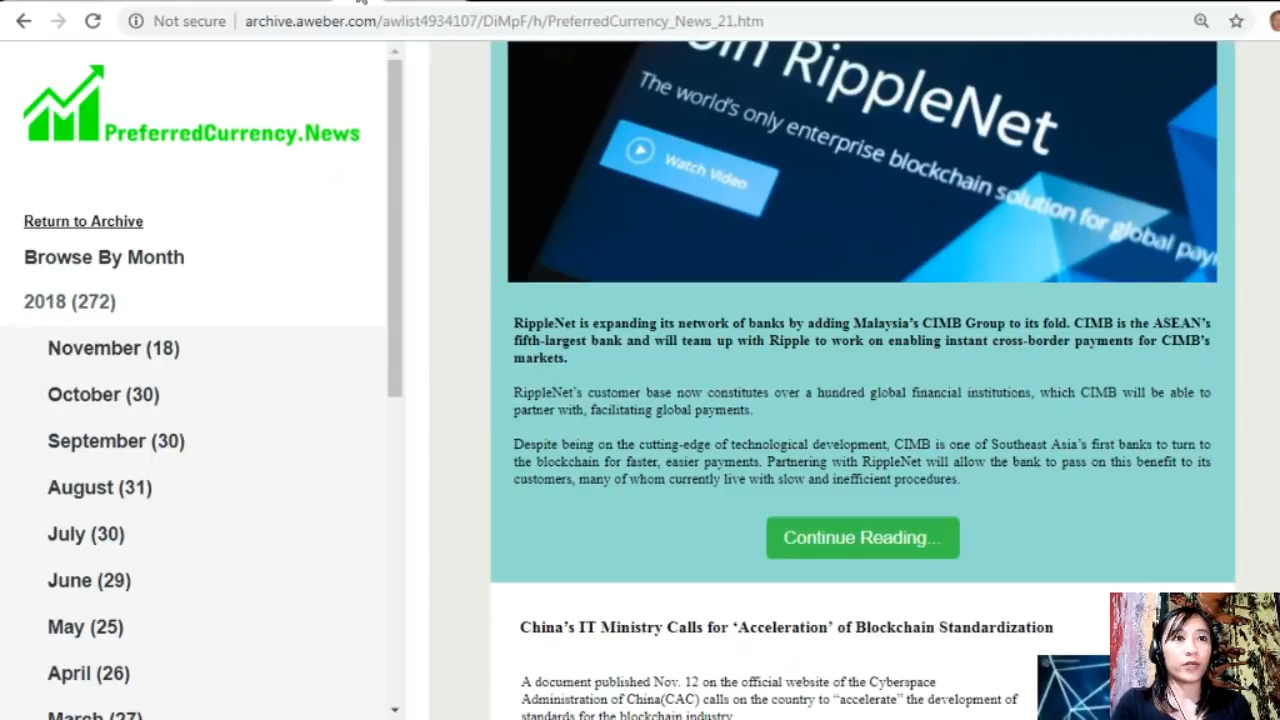 Not secure | archive.aweber.com/awlist4934107/DiMpF/h/PreferredCurrency_News_21.htm
PreferredCurrency.News
Return to Archive
Browse By Month
2018 (272)
November (18)
October (30)
September (30)
August (31)
July (30)
June (29)
May (25)
April (26)
March (27)
Join RippleNet
The world's only enterprise blockchain solution for global
Watch Video
RippleNet is expanding its network of banks by adding Malaysia's CIMB Group to its fold. CIMB is the ASEAN's
fifth-largest bank and will team up with Ripple to work on enabling instant cross-border payments for CIMB's
markets.
RippleNet's customer base now constitutes over a hundred global financial institutions, which CIMB will be able to
partner with, facilitating global payments.
Despite being on the cutting-edge of technological development, CIMB is one of Southeast Asia's first banks to turn to
the blockchain for faster, easier payments. Partnering with RippleNet will allow the bank to pass on this benefit to its
customers, many of whom currently live with slow and inefficient procedures.
Continue Reading...
China's IT Ministry Calls for 'Acceleration' of Blockchain Standardization
A document published Nov. 12 on the official website of the Cyberspace
Administration of China(CAC) calls on the country to "accelerate" the development of
standards for the blockchain industry